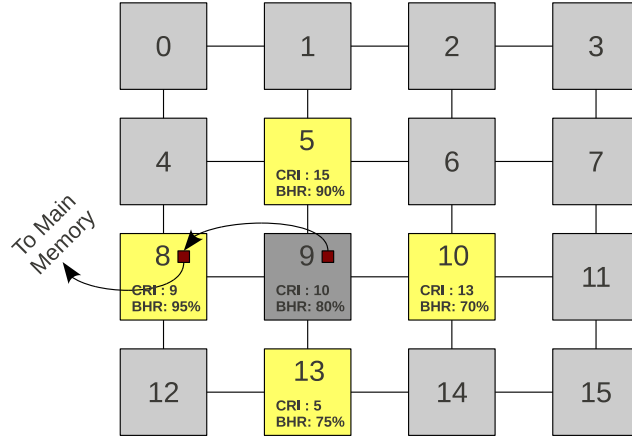 0
1
2
3
4
5
CRI : 15
BHR: 90%
6
7
To Main
Memory
8
CRI : 9
BHR: 95%
9
CRI : 10
BHR: 80%
10
CRI : 13
BHR: 70%
11
12
13
CRI : 5
BHR: 75%
14
15